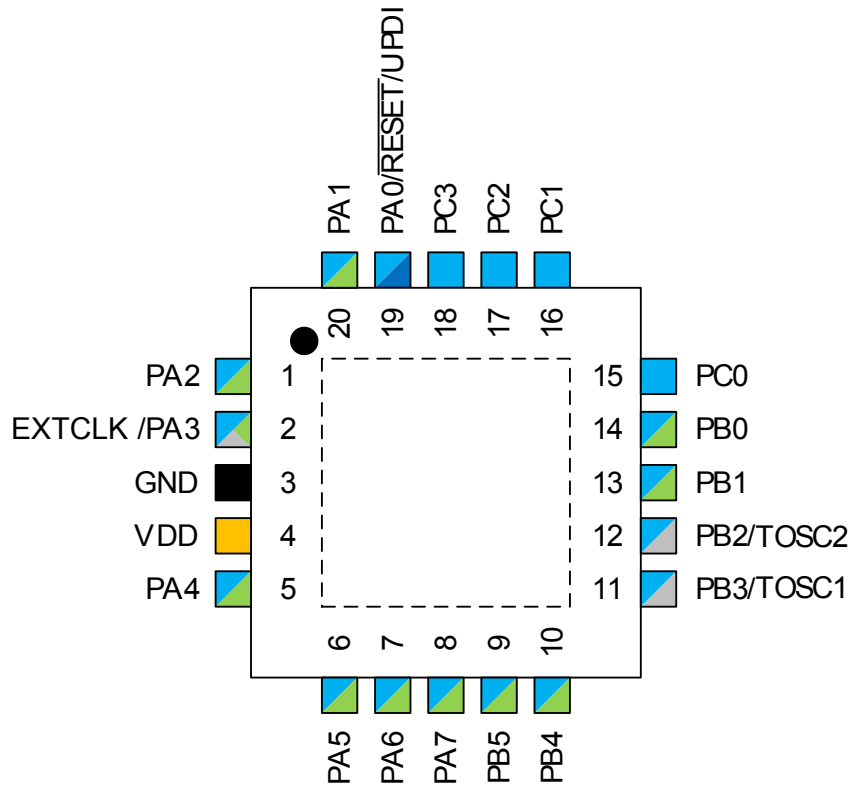 PA1
PA0/RESET/UPDI
PC3
PC2
PC1
20
19
18
17
16
PA2 1
EXTCLK /PA3 2
GND 3
VDD 4
PA4 5
15 PC0
14 PB0
13 PB1
12 PB2/TOSC2
11 PB3/TOSC1
6
7
8
9
10
PA5
PA6
PA7
PB5
PB4